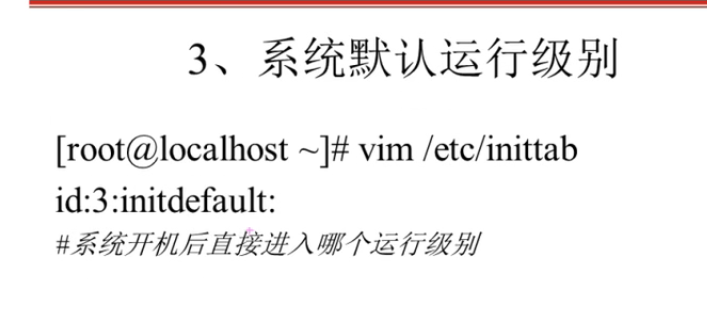 3、系统默认运行级别
[root@localhost ~]# vim /etc/inittab
id:3:initdefault:
#系统开机后直接进入哪个运行级别